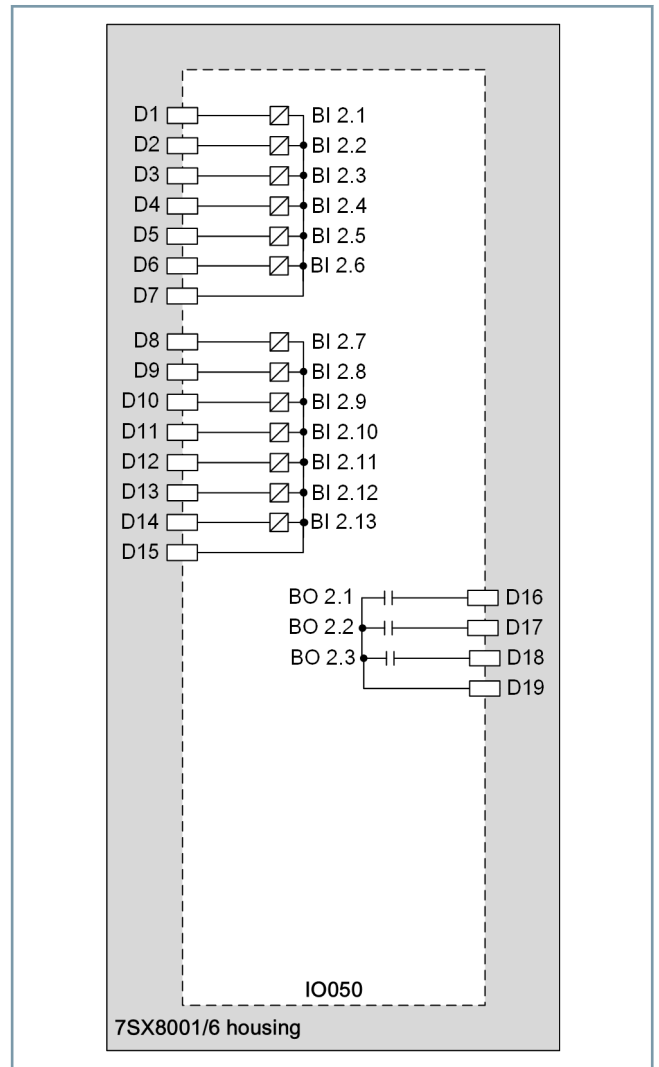 D1 BI 2.1
D2 BI 2.2
D3 BI 2.3
D4 BI 2.4
D5 BI 2.5
D6 BI 2.6
D7
D8 BI 2.7
D9 BI 2.8
D10 BI 2.9
D11 BI 2.10
D12 BI 2.11
D13 BI 2.12
D14 BI 2.13
D15
BO 2.1 D16
BO 2.2 D17
BO 2.3 D18
D19
IO050
7SX8001/6 housing